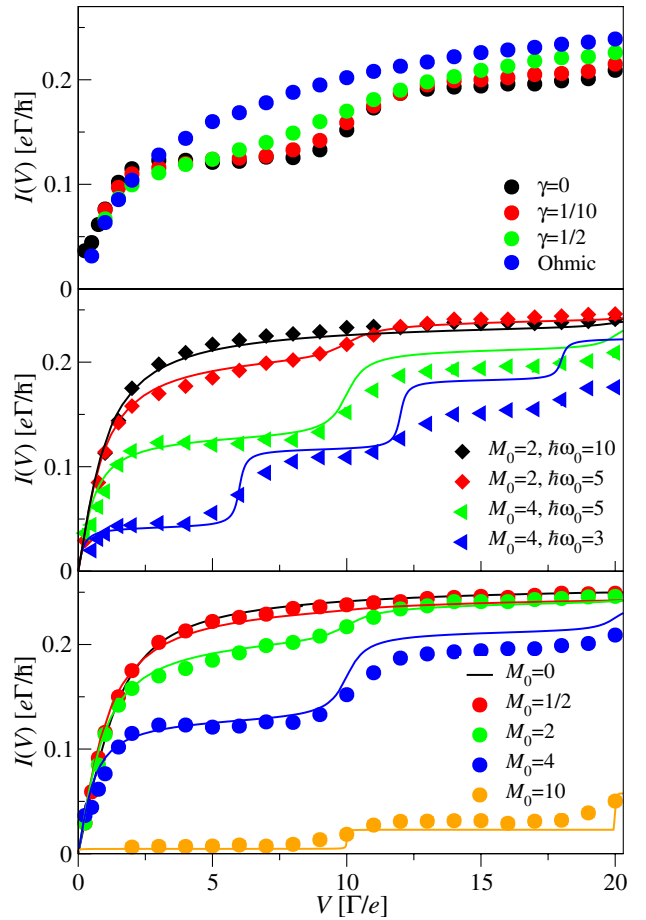 I(V) [eΓ/ħ]
0.2
0.1
0
γ=0
γ=1/10
γ=1/2
Ohmic
I(V) [eΓ/ħ]
0.2
0.1
0
M₀=2, ħω₀=10
M₀=2, ħω₀=5
M₀=4, ħω₀=5
M₀=4, ħω₀=3
I(V) [eΓ/ħ]
0.2
0.1
0
M₀=0
M₀=1/2
M₀=2
M₀=4
M₀=10
0 5 10 15 20
V [Γ/e]